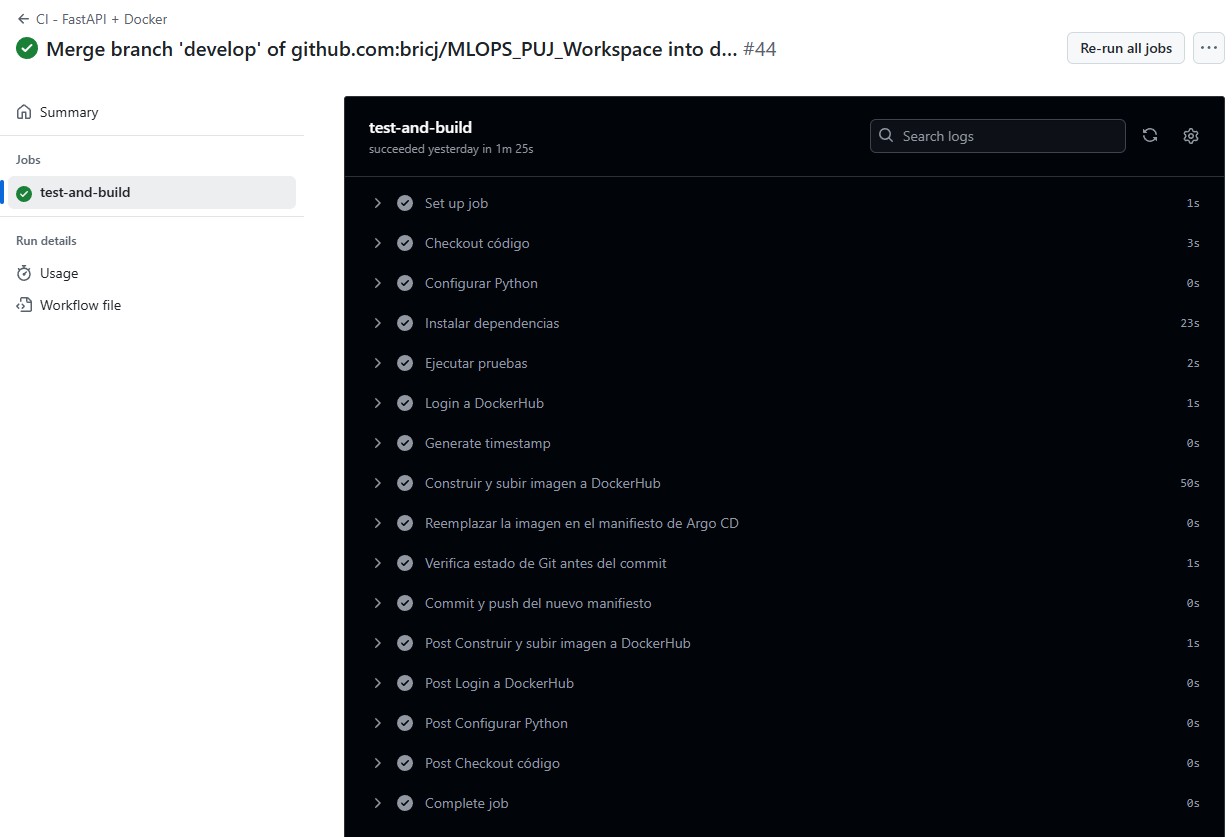 CI - FastAPI + Docker
Merge branch 'develop' of github.com:bricj/MLOPS_PUJ_Workspace into d... #44
Re-run all jobs
Summary
Jobs
test-and-build
Run details
Usage
Workflow file
test-and-build
succeeded yesterday in 1m 25s
Search logs
Set up job 1s
Checkout código 3s
Configurar Python 0s
Instalar dependencias 23s
Ejecutar pruebas 2s
Login a DockerHub 1s
Generate timestamp 0s
Construir y subir imagen a DockerHub 50s
Reemplazar la imagen en el manifiesto de Argo CD 0s
Verifica estado de Git antes del commit 1s
Commit y push del nuevo manifiesto 0s
Post Construir y subir imagen a DockerHub 1s
Post Login a DockerHub 0s
Post Configurar Python 0s
Post Checkout código 0s
Complete job 0s